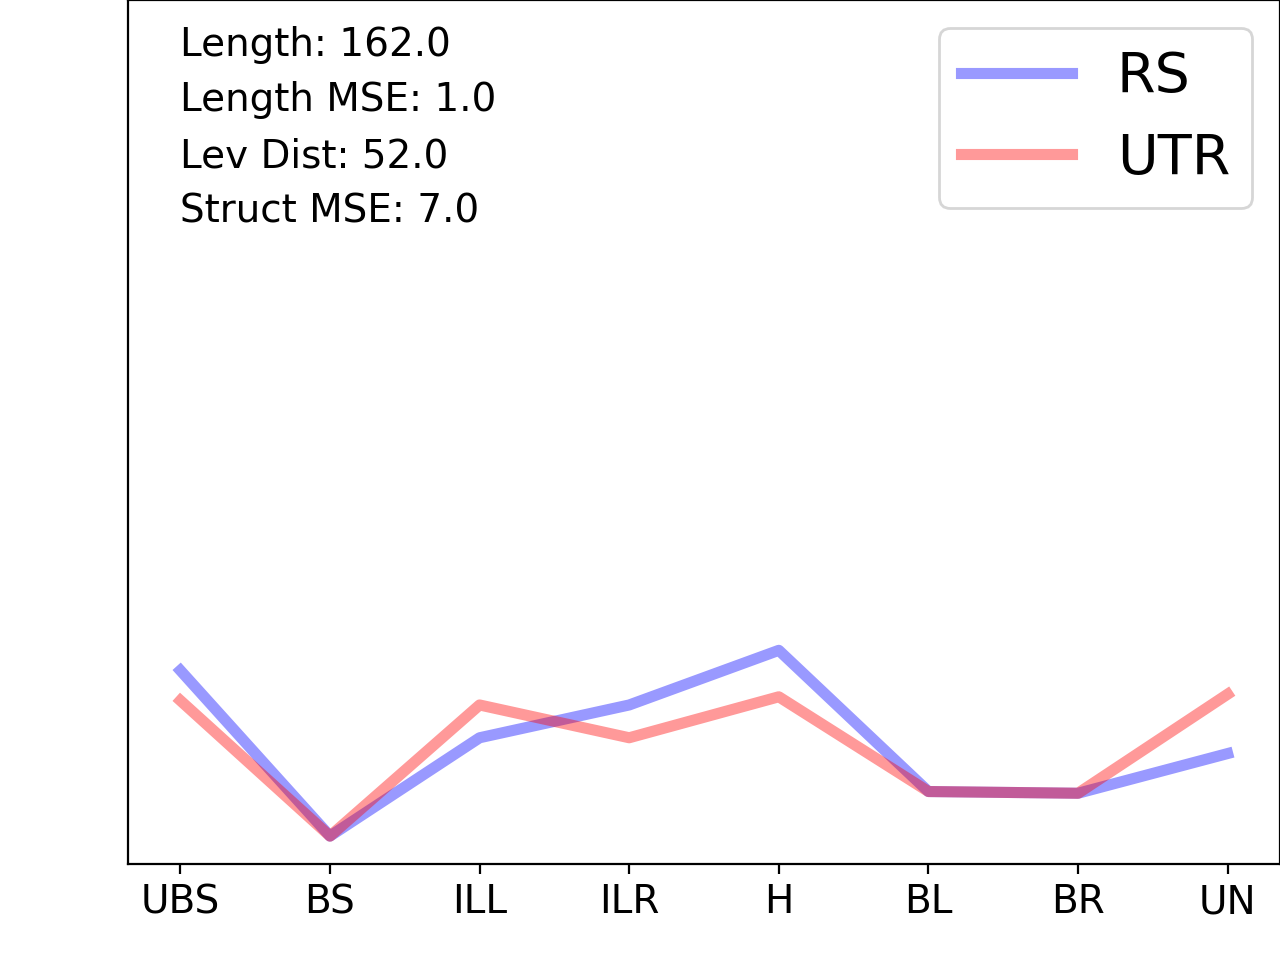 Length: 162.0
Length MSE: 1.0
Lev Dist: 52.0
Struct MSE: 7.0
RS
UTR
UBS BS ILL ILR H BL BR UN